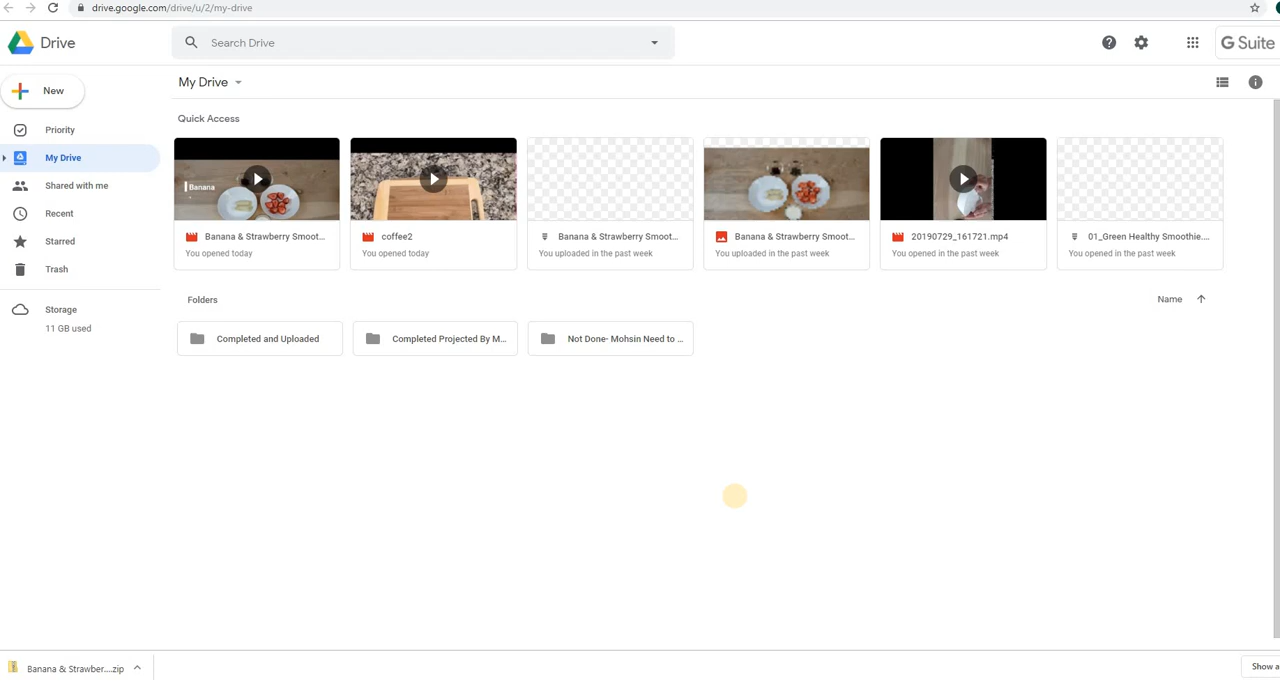 drive.google.com/drive/u/2/my-drive
Drive
Search Drive
G Suite
New
My Drive
Priority
My Drive
Shared with me
Recent
Starred
Trash
Storage
11 GB used
Quick Access
Banana
Banana & Strawberry Smoot...
You opened today
coffee2
You opened today
Banana & Strawberry Smoot...
You uploaded in the past week
Banana & Strawberry Smoot...
You uploaded in the past week
20190729_161721.mp4
You opened in the past week
01_Green Healthy Smoothie....
You opened in the past week
Folders
Name
Completed and Uploaded
Completed Projected By M...
Not Done- Mohsin Need to ...
Banana & Strawber....zip
Show a